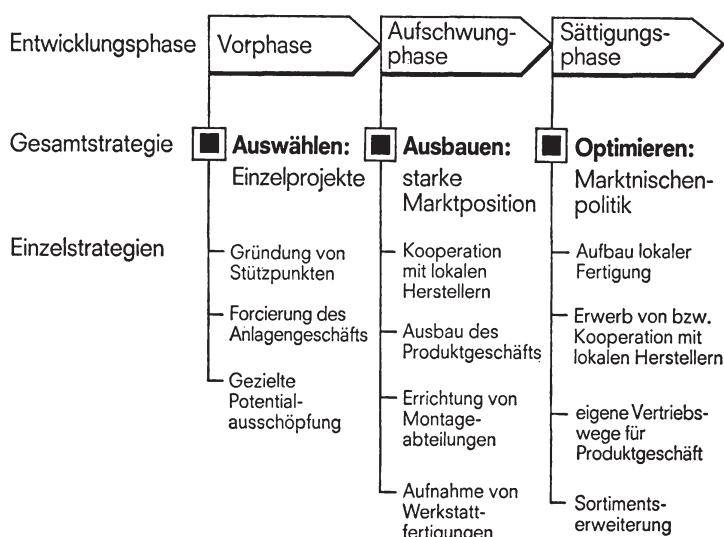 Entwicklungsphase
Vorphase
Aufschwung-
phase
Sättigungs-
phase
Gesamtstrategie
Auswählen:
Einzelprojekte
Ausbauen:
starke
Marktposition
Optimieren:
Marktnischen-
politik
Einzelstrategien
Gründung von
Stützpunkten
Forcierung des
Anlagengeschäfts
Gezielte
Potential-
ausschöpfung
Kooperation
mit lokalen
Herstellern
Ausbau des
Produktgeschäfts
Errichtung von
Montage-
abteilungen
Aufnahme von
Werkstatt-
fertigungen
Aufbau lokaler
Fertigung
Erwerb von bzw.
Kooperation mit
lokalen Herstellern
eigene Vertriebs-
wege für
Produktgeschäft
Sortiments-
erweiterung